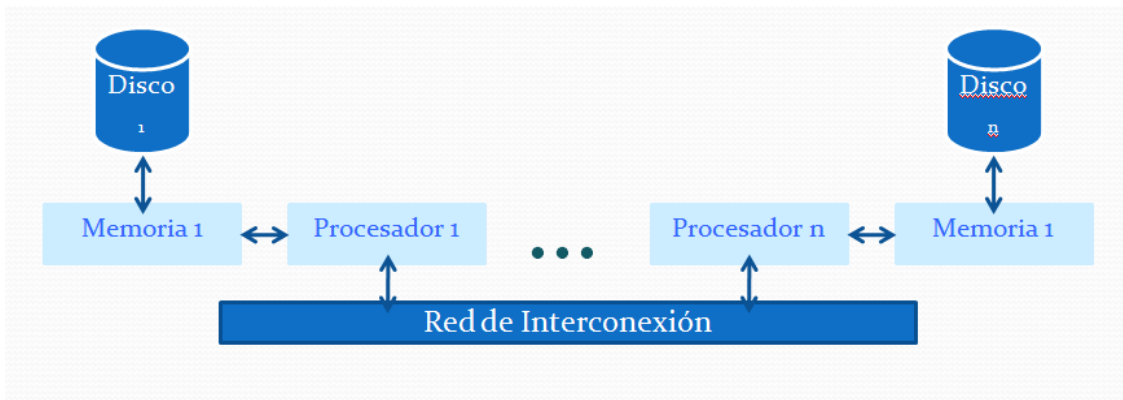 Disco
1
Disco
n
Memoria 1
Procesador 1
Procesador n
Memoria 1
Red de Interconexión